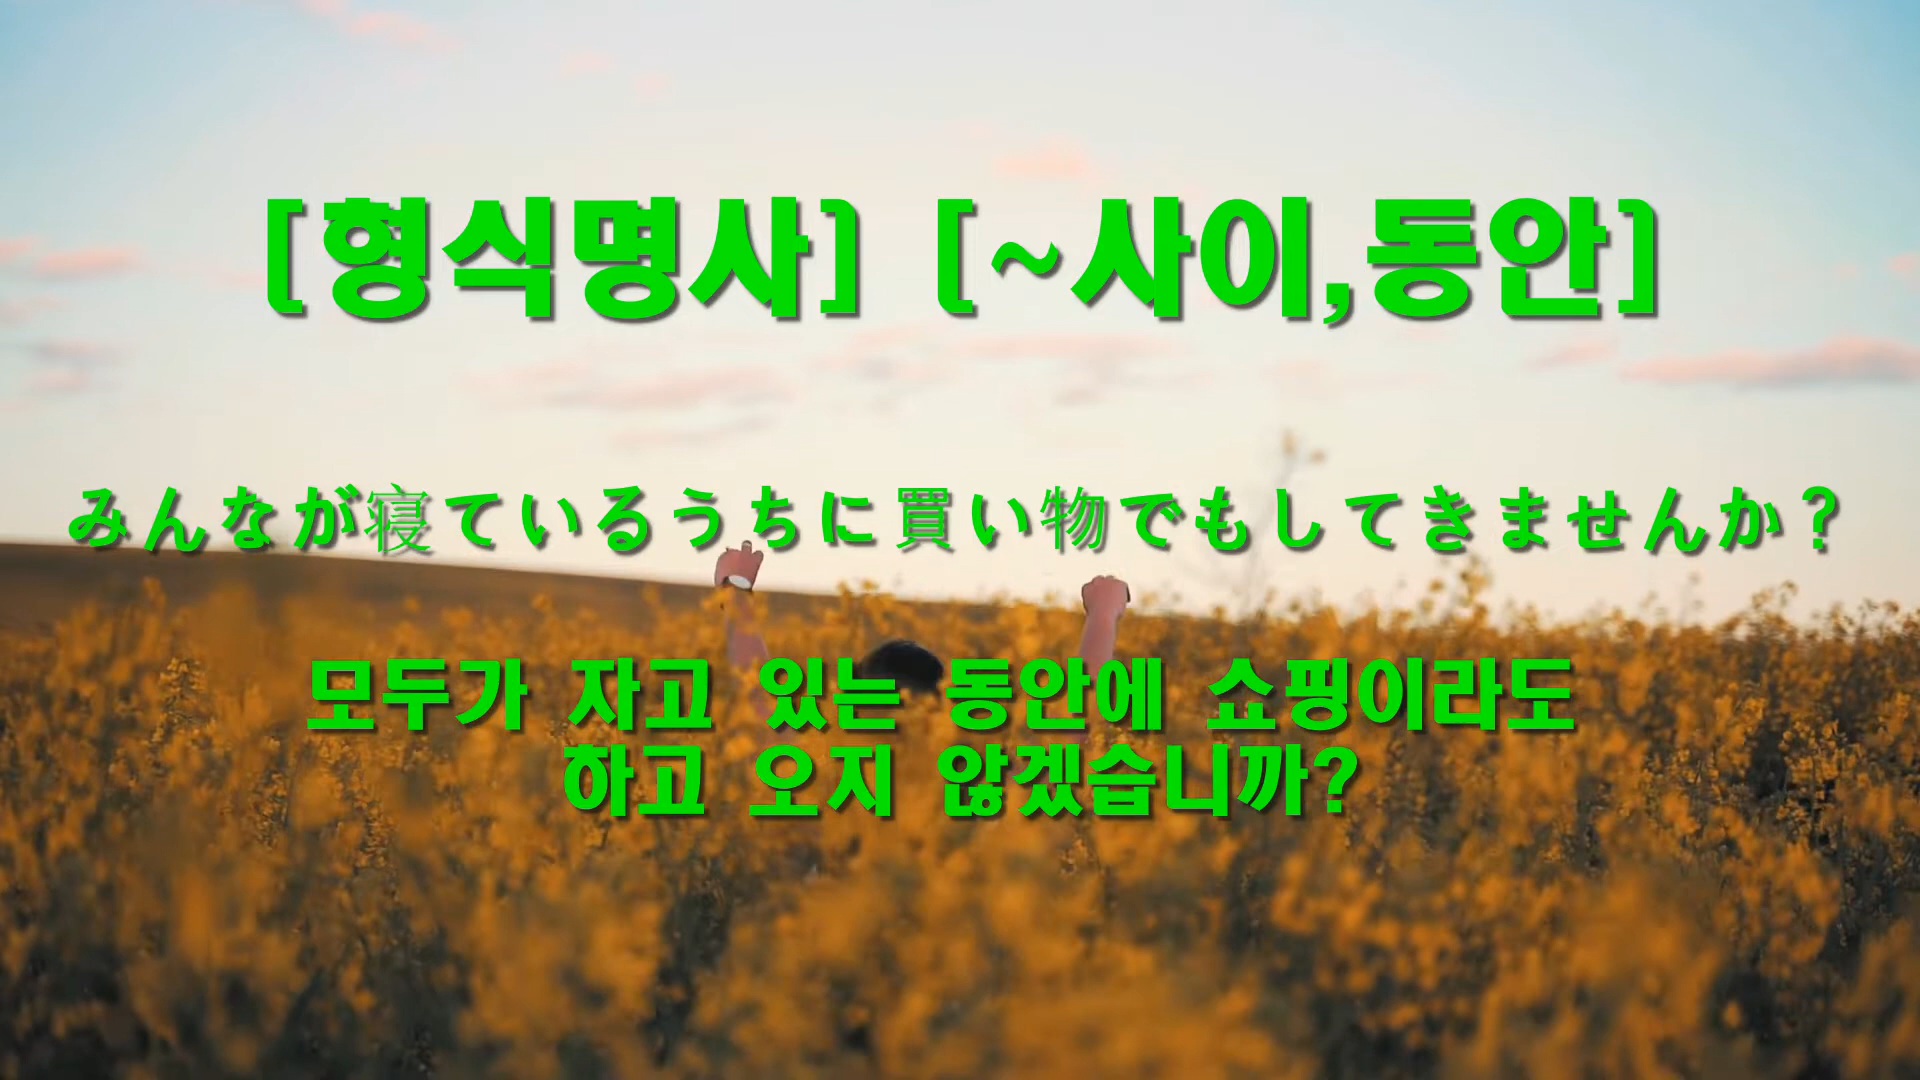 [형식명사] [~사이,동안]
みんなが寝ているうちに買い物でもしてきませんか?
모두가 자고 있는 동안에 쇼핑이라도
하고 오지 않겠습니까?